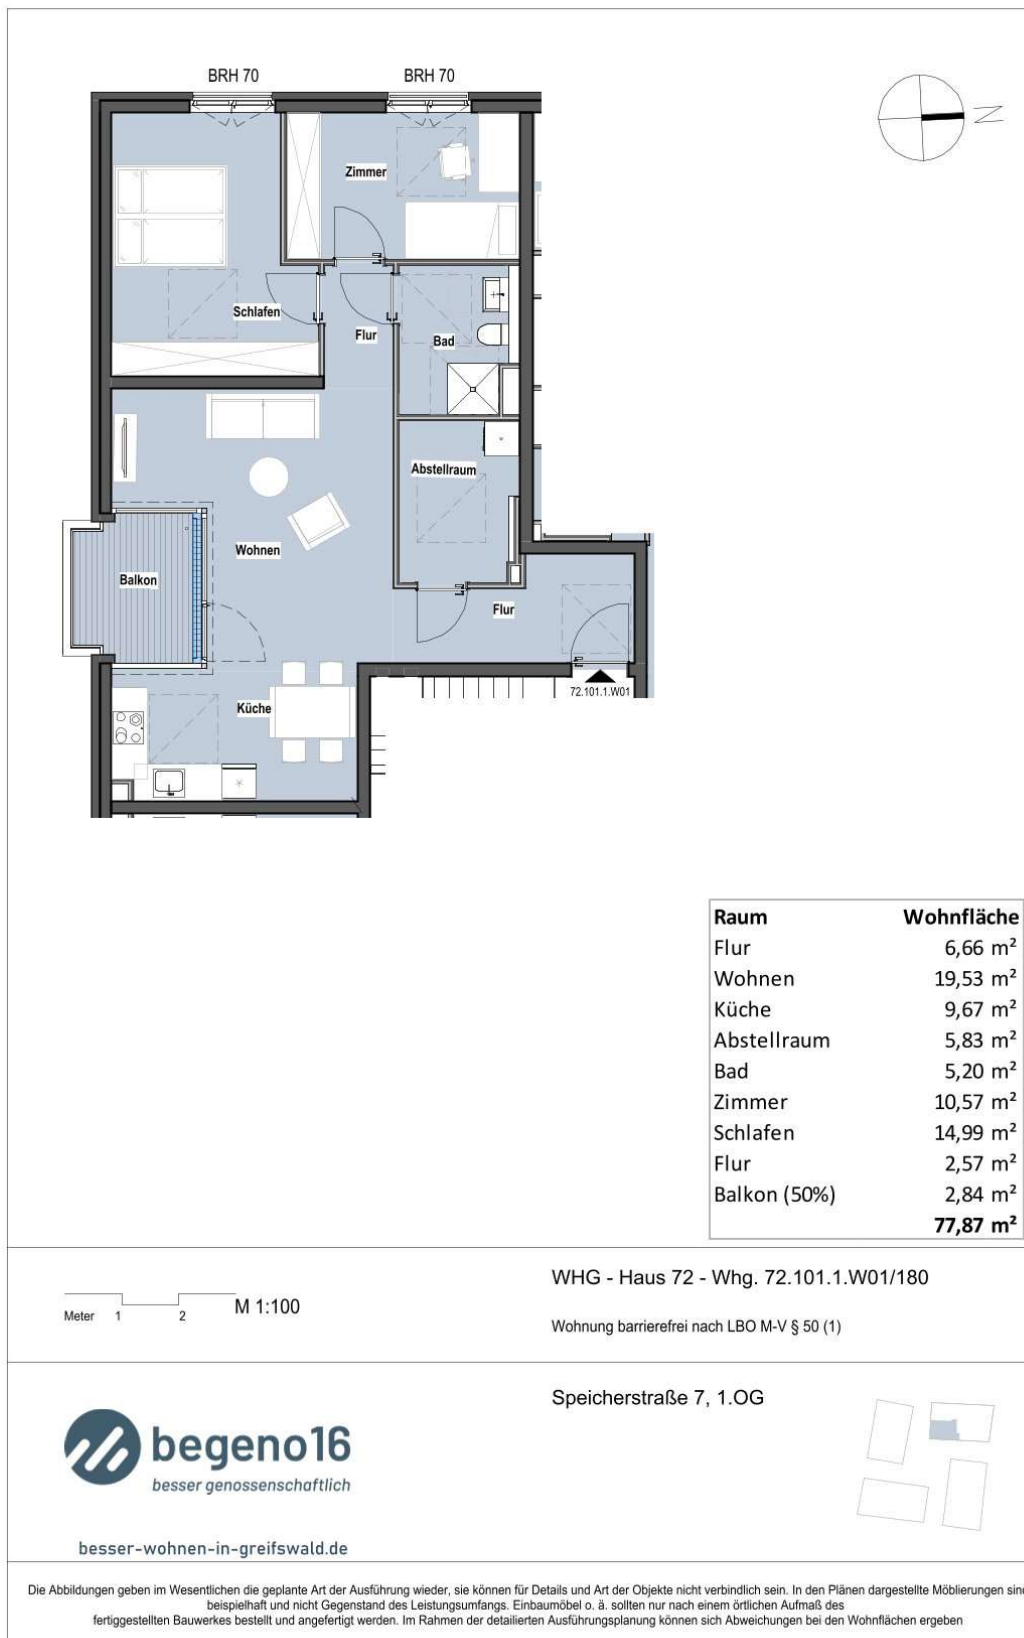 BRH 70 BRH 70
N
Zimmer
Schlafen
Flur
Bad
Abstellraum
Wohnen
Balkon
Flur
72.101.1.W01
Küche
Raum Wohnfläche
Flur 6,66 m²
Wohnen 19,53 m²
Küche 9,67 m²
Abstellraum 5,83 m²
Bad 5,20 m²
Zimmer 10,57 m²
Schlafen 14,99 m²
Flur 2,57 m²
Balkon (50%) 2,84 m²
77,87 m²
Meter 1 2 M 1:100
WHG - Haus 72 - Whg. 72.101.1.W01/180
Wohnung barrierefrei nach LBO M-V § 50 (1)
Speicherstraße 7, 1.OG
begeno16
besser genossenschaftlich
besser-wohnen-in-greifswald.de
Die Abbildungen geben im Wesentlichen die geplante Art der Ausführung wieder, sie können für Details und Art der Objekte nicht verbindlich sein. In den Plänen dargestellte Möblierungen sind
beispielhaft und nicht Gegenstand des Leistungsumfangs. Einbaumöbel o. ä. sollten nur nach einem örtlichen Aufmaß des
fertiggestellten Bauwerkes bestellt und angefertigt werden. Im Rahmen der detailierten Ausführungsplanung können sich Abweichungen bei den Wohnflächen ergeben